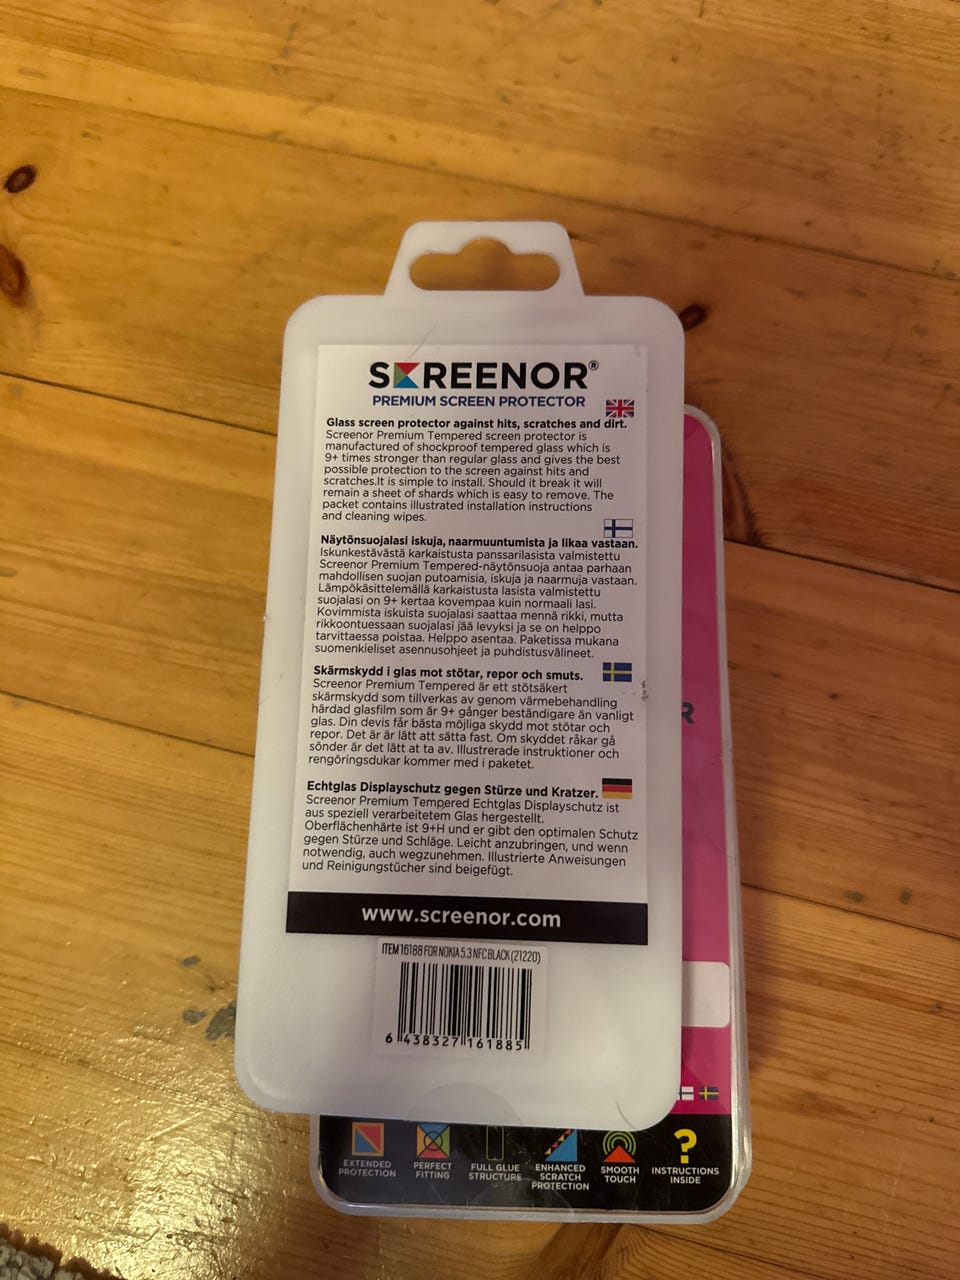 SCREENOR®
PREMIUM SCREEN PROTECTOR
Glass screen protector against hits, scratches and dirt.
Screenor Premium Tempered screen protector is
manufactured of shockproof tempered glass which is
9+ times stronger than regular glass and gives the best
possible protection to the screen against hits and
scratches.It is simple to install. Should it break it will
remain a sheet of shards which is easy to remove. The
packet contains illustrated installation instructions
and cleaning wipes.
Näytönsuojalasi iskuja, naarmuuntumista ja likaa vastaan.
Iskunkestävästä karkaistusta panssarilasista valmistettu
Screenor Premium Tempered-näytönsuoja antaa parhaan
mahdollisen suojan putoamisia, iskuja ja naarmuja vastaan.
Lämpökäsittelemällä karkaistusta lasista valmistettu
suojalasi on 9+ kertaa kovempaa kuin normaali lasi.
Kovimmista iskuista suojalasi saattaa mennä rikki, mutta
rikkoontuessaan suojalasi jää levyksi ja se on helppo
tarvittaessa poistaa. Helppo asentaa. Paketissa mukana
suomenkieliset asennusohjeet ja puhdistusvälineet.
Skärmskydd i glas mot stötar, repor och smuts.
Screenor Premium Tempered är ett stötsäkert
skärmskydd som tillverkas av genom värmebehandling
härdad glasfilm som är 9+ gånger beständigare än vanligt
glas. Din devis får bästa möjliga skydd mot stötar och
repor. Det är är lätt att sätta fast. Om skyddet råkar gå
sönder är det lätt at ta av. Illustrerade instruktioner och
rengöringsdukar kommer med i paketet.
Echtglas Displayschutz gegen Stürze und Kratzer.
Screenor Premium Tempered Echtglas Displayschutz ist
aus speziell verarbeitetem Glas hergestellt.
Oberflächenhärte ist 9+H und er gibt den optimalen Schutz
gegen Stürze und Schläge. Leicht anzubringen, und wenn
notwendig, auch wegzunehmen. Illustrierte Anweisungen
und Reinigungstücher sind beigefügt.
www.screenor.com
ITEM 16188 FOR NOKIA 5.3 NFC BLACK (21220)
6 438327 161885
R
EXTENDED
PROTECTION
PERFECT
FITTING
FULL GLUE
STRUCTURE
ENHANCED
SCRATCH
PROTECTION
SMOOTH
TOUCH
?
INSTRUCTIONS
INSIDE